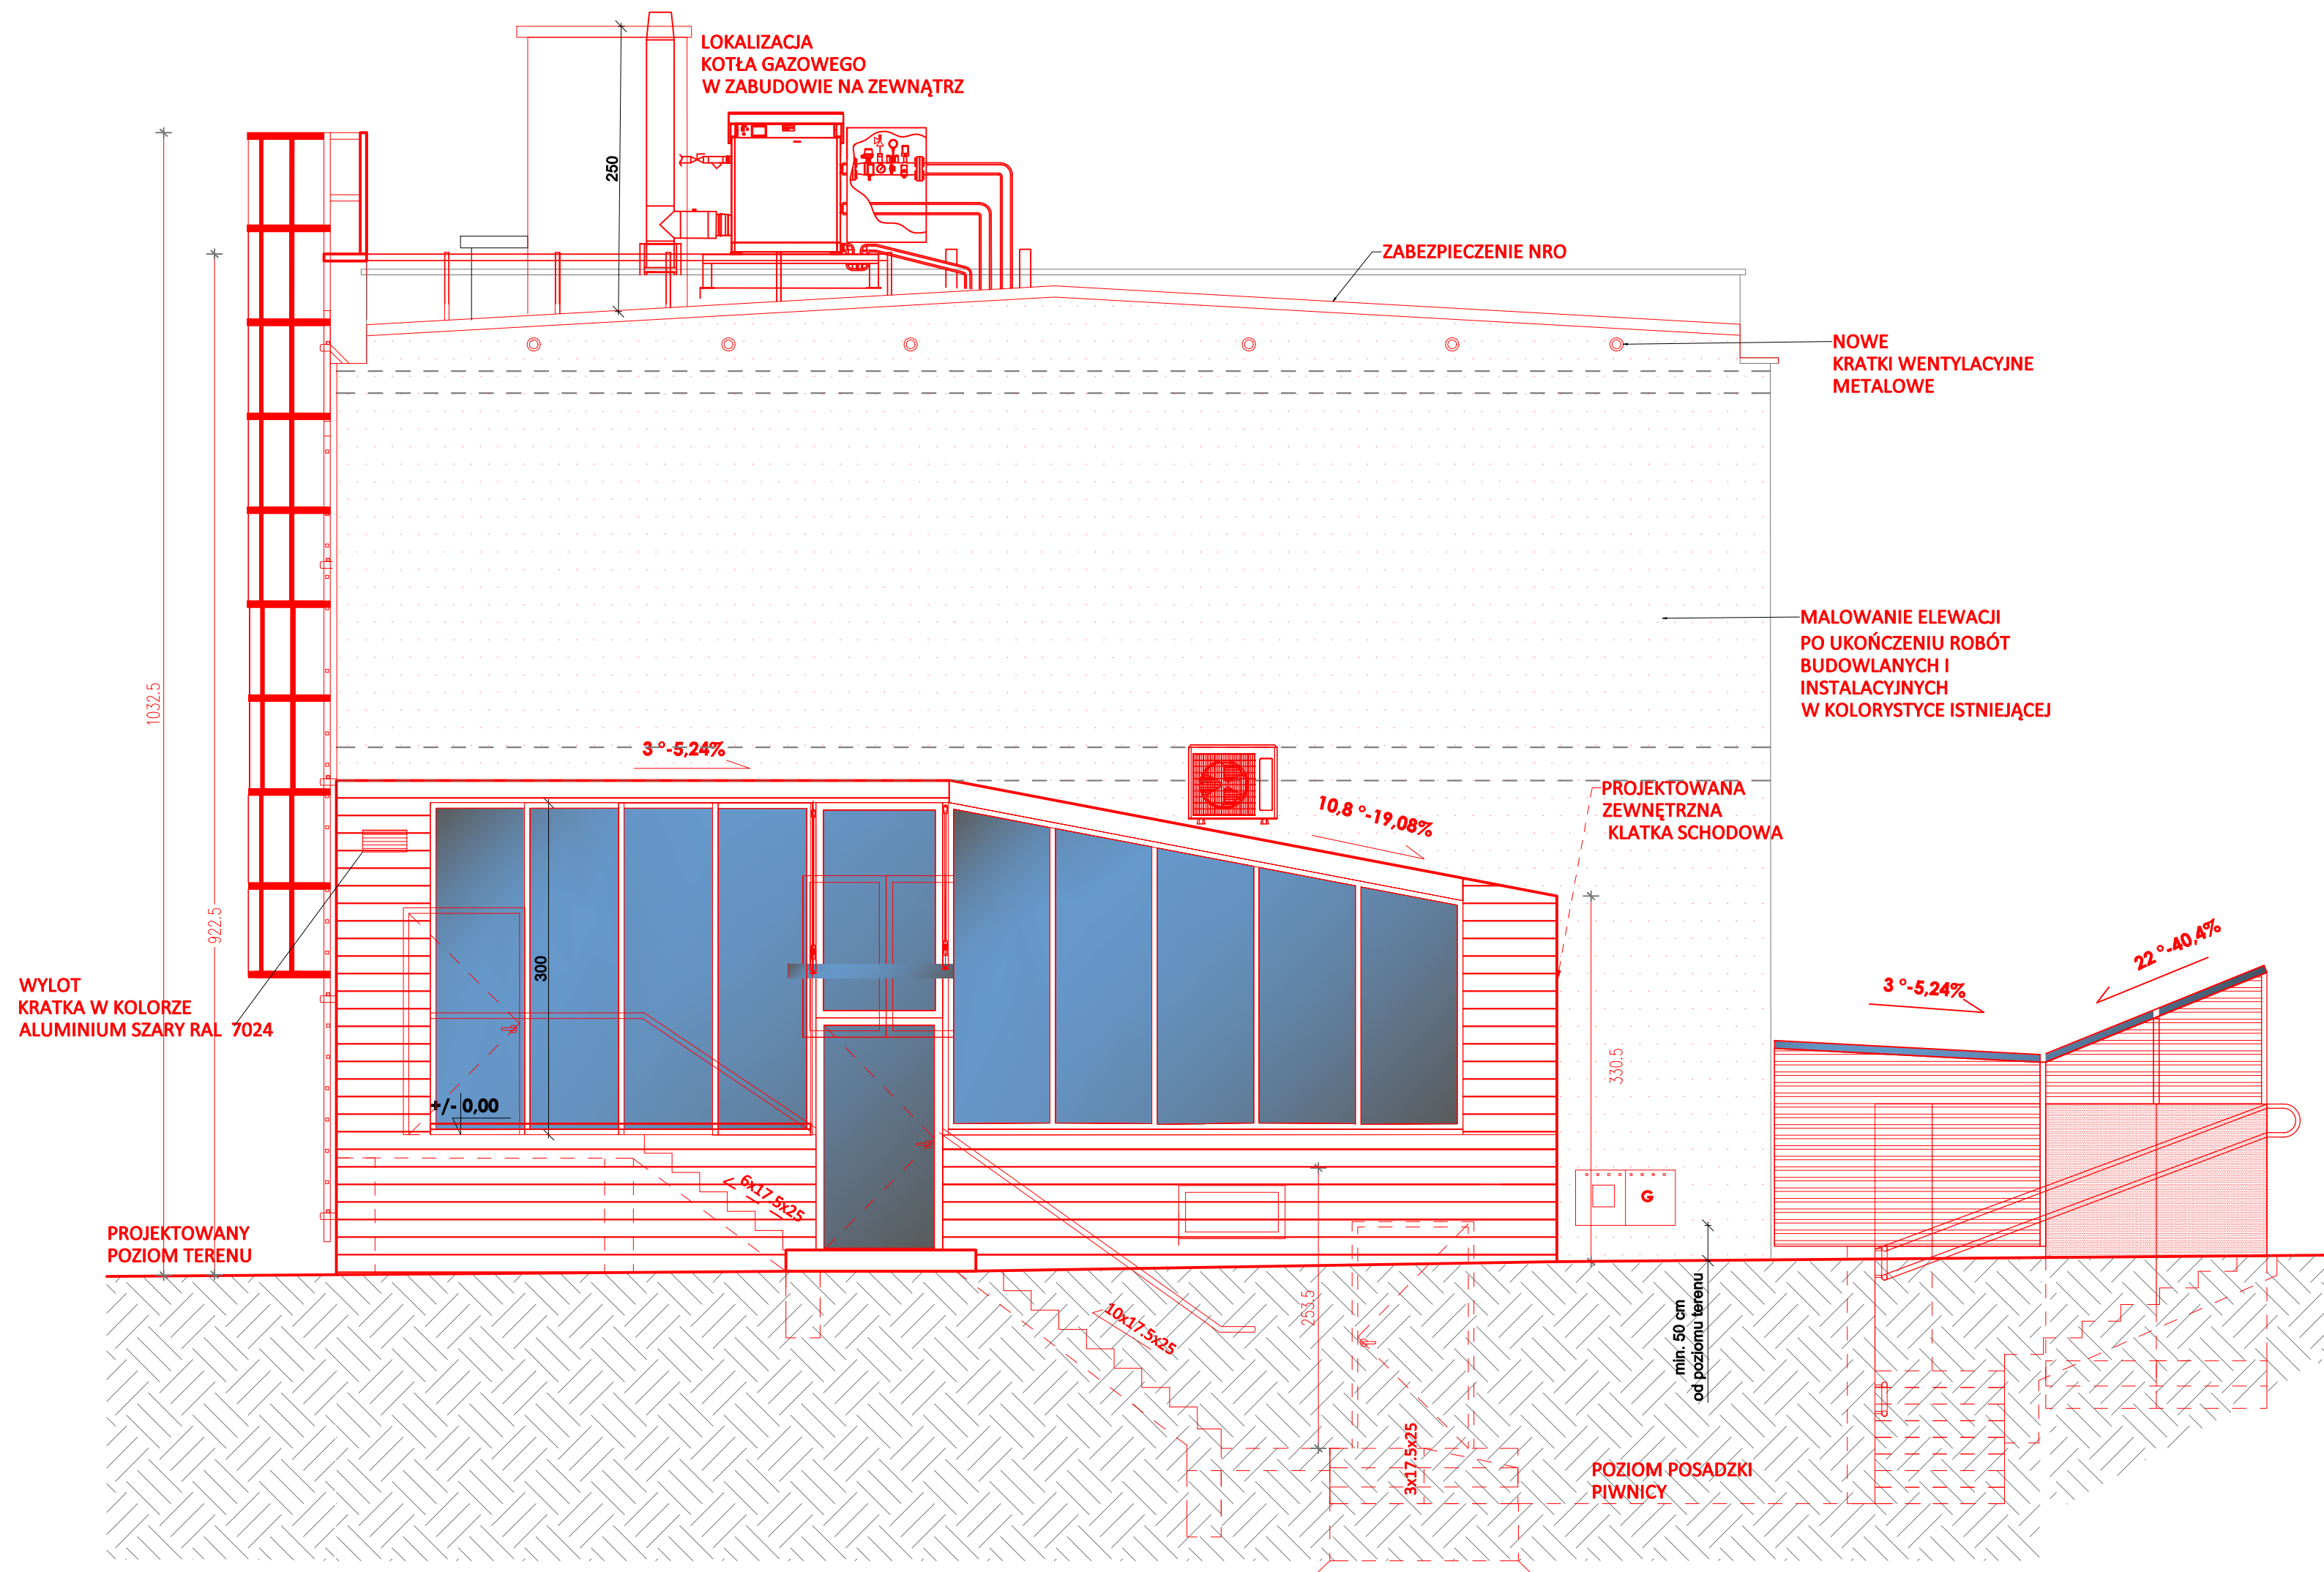 LOKALIZACJA
KOTŁA GAZOWEGO
W ZABUDOWIE NA ZEWNĄTRZ
250
ZABEZPIECZENIE NRO
NOWE
KRATKI WENTYLACYJNE
METALOWE
1032.5
922.5
MALOWANIE ELEWACJI
PO UKOŃCZENIU ROBÓT
BUDOWLANYCH I
INSTALACYJNYCH
W KOLORYSTYCE ISTNIEJĄCEJ
3 °-5,24%
10,8 °-19,08%
PROJEKTOWANA
ZEWNĘTRZNA
KLATKA SCHODOWA
WYLOT
KRATKA W KOLORZE
ALUMINIUM SZARY RAL 7024
300
+/- 0,00
330.5
3 °-5,24%
22 °-40,4%
6x17.5x25
G
PROJEKTOWANY
POZIOM TERENU
10x17.5x25
253.5
min. 50 cm
od poziomu terenu
3x17.5x25
POZIOM POSADZKI
PIWNICY